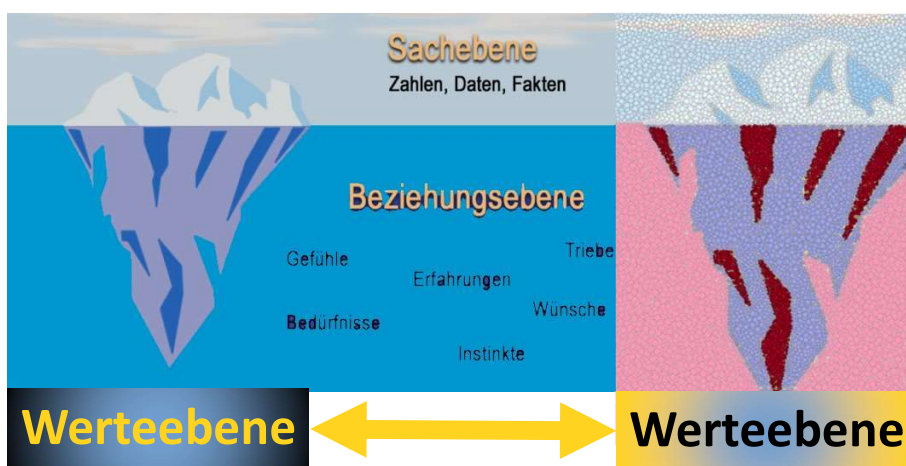 Sachebene
Zahlen, Daten, Fakten
Beziehungsebene
Gefühle
Triebe
Erfahrungen
Wünsche
Bedürfnisse
Instinkte
Werteebene
Werteebene